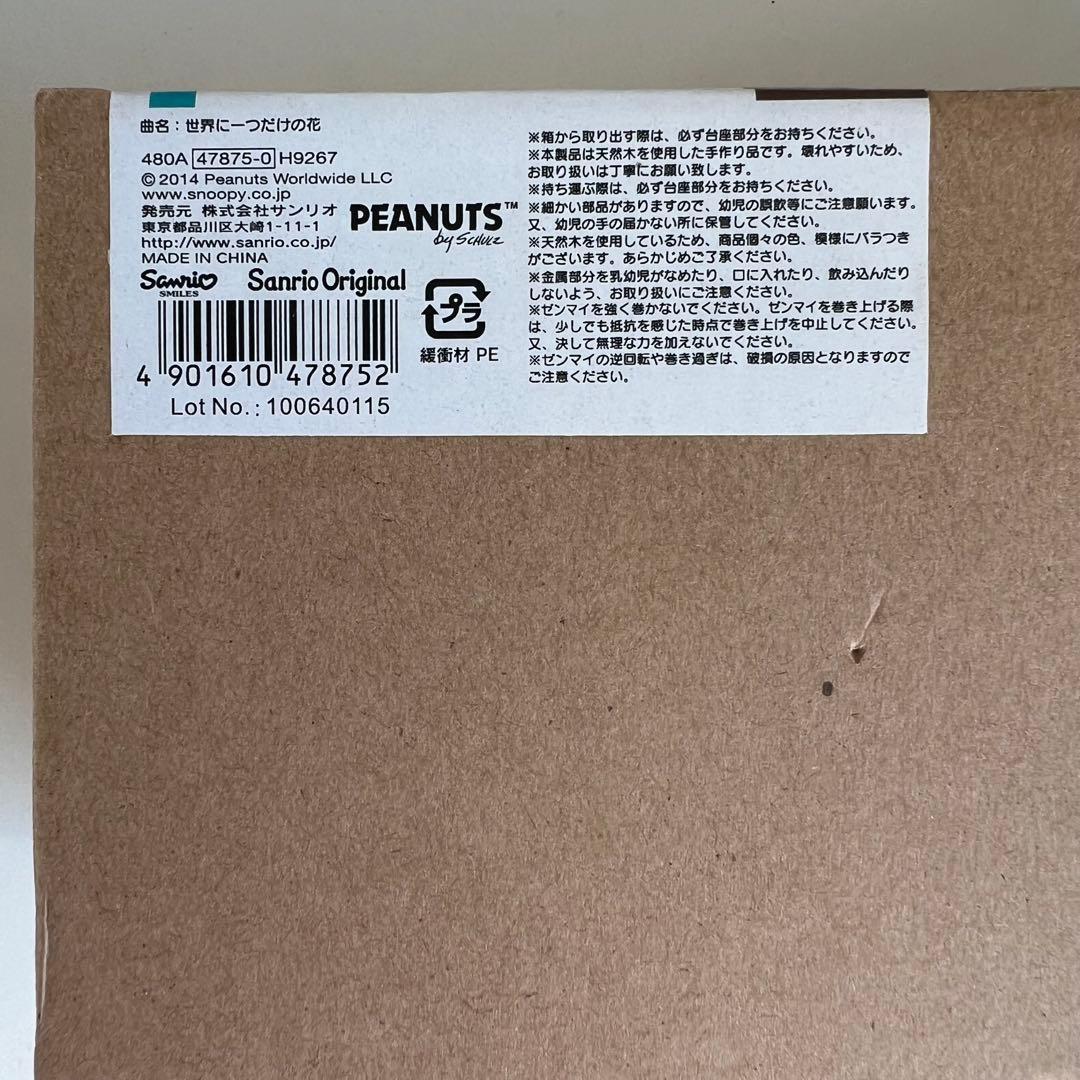 曲名：世界に一つだけの花
480A 47875-0 H9267
© 2014 Peanuts Worldwide LLC
www.snoopy.co.jp
発売元 株式会社サンリオ
東京都品川区大崎1-11-1
http://www.sanrio.co.jp/
MADE IN CHINA
PEANUTS™
by SCHULZ
Sanrio
SMILES
Sanrio Original
4 901610 478752
Lot No.: 100640115
プラ
緩衝材 PE
※箱から取り出す際は、必ず台座部分をお持ちください。
※本製品は天然木を使用した手作り品です。壊れやすいため、
お取り扱いは丁寧にお願い致します。
※持ち運ぶ際は、必ず台座部分をお持ちください。
※細かい部品がありますので、幼児の誤飲等にご注意願います。
又、幼児の手の届かない所に保管してください。
※天然木を使用しているため、商品個々の色、模様にバラつき
がございます。あらかじめご了承ください。
※金属部分を乳幼児がなめたり、口に入れたり、飲み込んだり
しないよう、お取り扱いにご注意ください。
※ゼンマイを強く巻かないでください。ゼンマイを巻き上げる際
は、少しでも抵抗を感じた時点で巻き上げを中止してください。
又、決して無理な力を加えないでください。
※ゼンマイの逆回転や巻き過ぎは、破損の原因となりますので
ご注意ください。